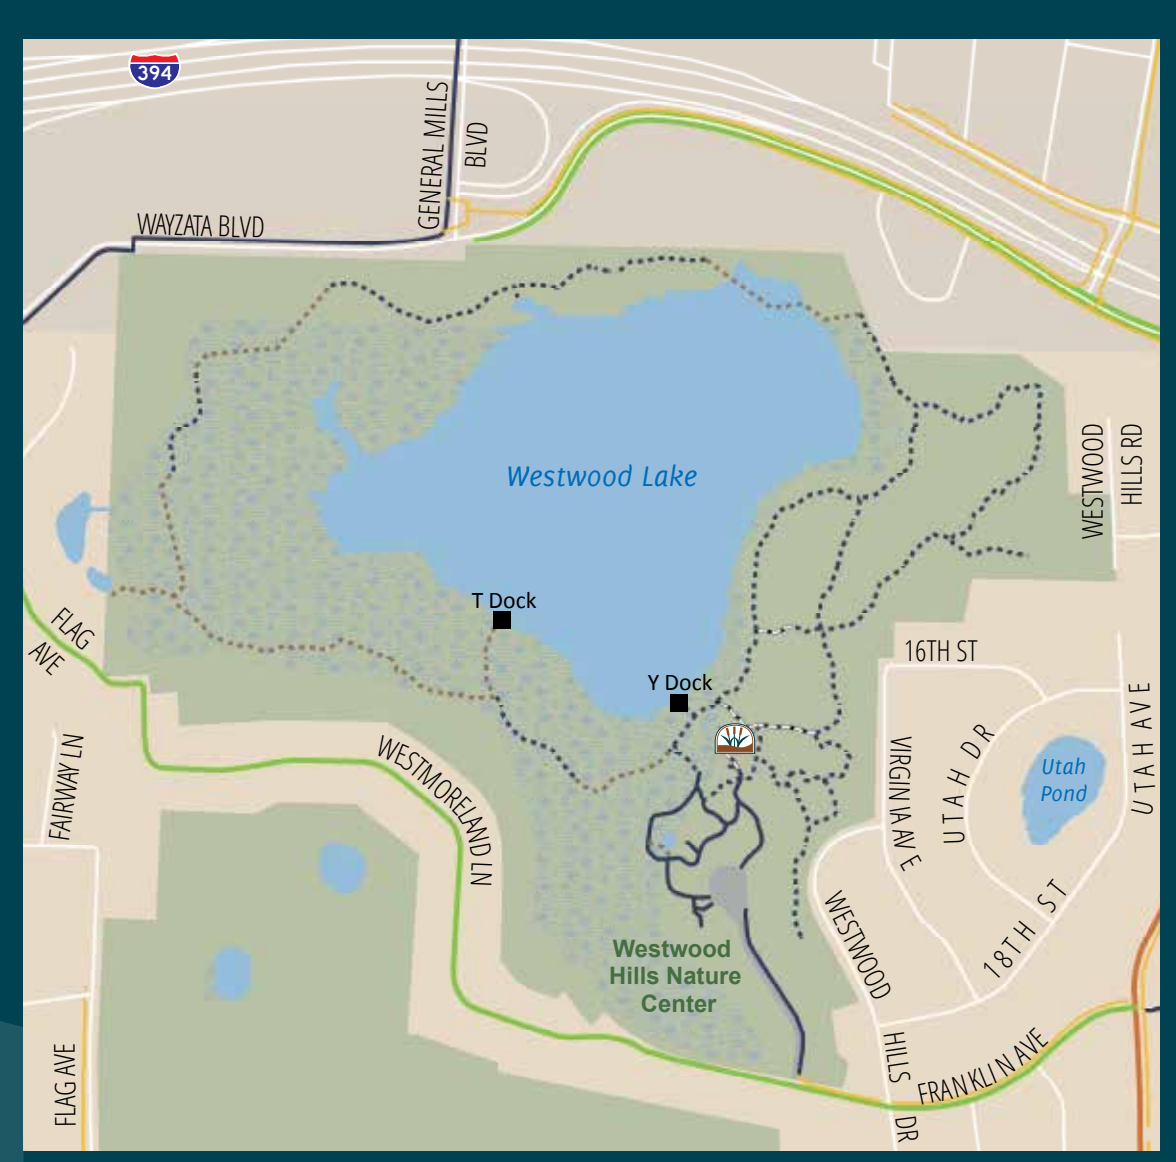 394
GENERAL MILLS
BLVD
WAYZATA BLVD
WESTWOOD
HILLS RD
Westwood Lake
T Dock
FLAG
AVE
16TH ST
Y Dock
UTAH AVE
UTAH DR
VIRGINIA AVE
Utah
Pond
FAIRWAY LN
WESTMORELAND LN
18TH ST
WESTWOOD
HILLS
DR
Westwood
Hills Nature
Center
FLAG AVE
FRANKLIN AVE